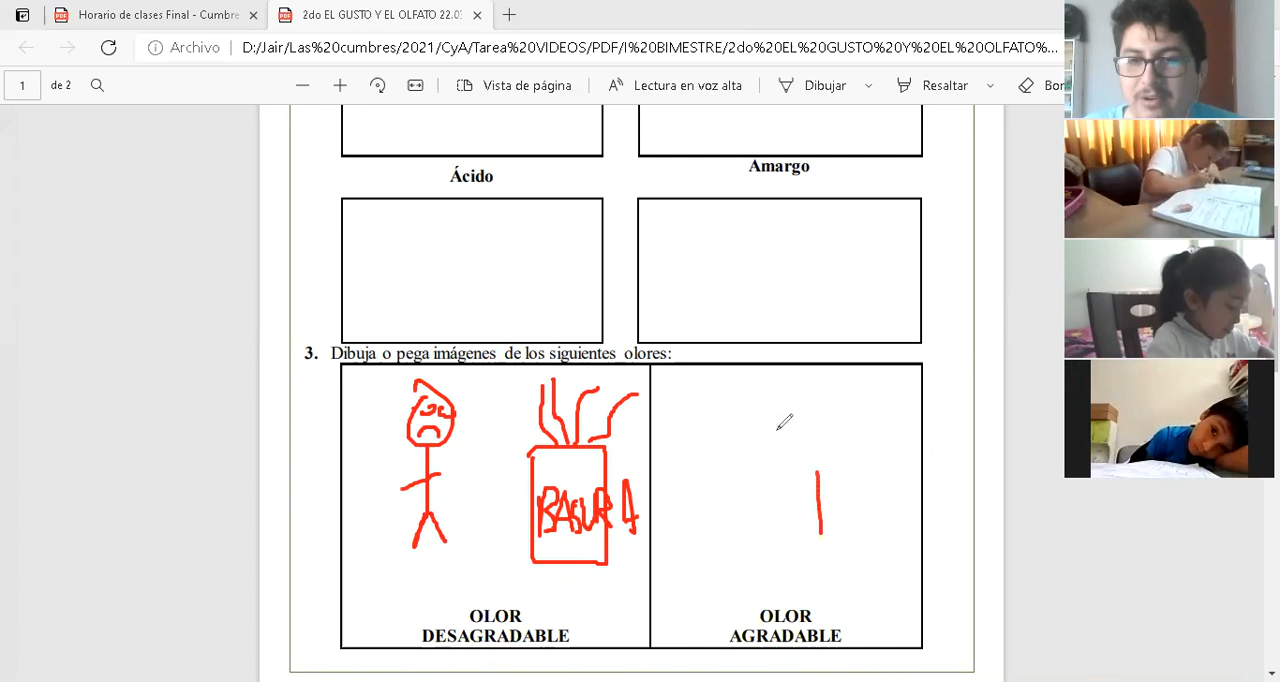 Horario de clases Final - Cumbre
2do EL GUSTO Y EL OLFATO 22.0
Archivo
D:/Jair/Las%20cumbres/2021/CyA/Tarea%20VIDEOS/PDF/I%20BIMESTRE/2do%20EL%20GUSTO%20Y%20EL%20OLFATO%20...
1 de 2
Vista de página
Lectura en voz alta
Dibujar
Resaltar
Bor
Ácido
Amargo
3. Dibuja o pega imágenes de los siguientes olores:
BASURA
OLOR
DESAGRADABLE
OLOR
AGRADABLE